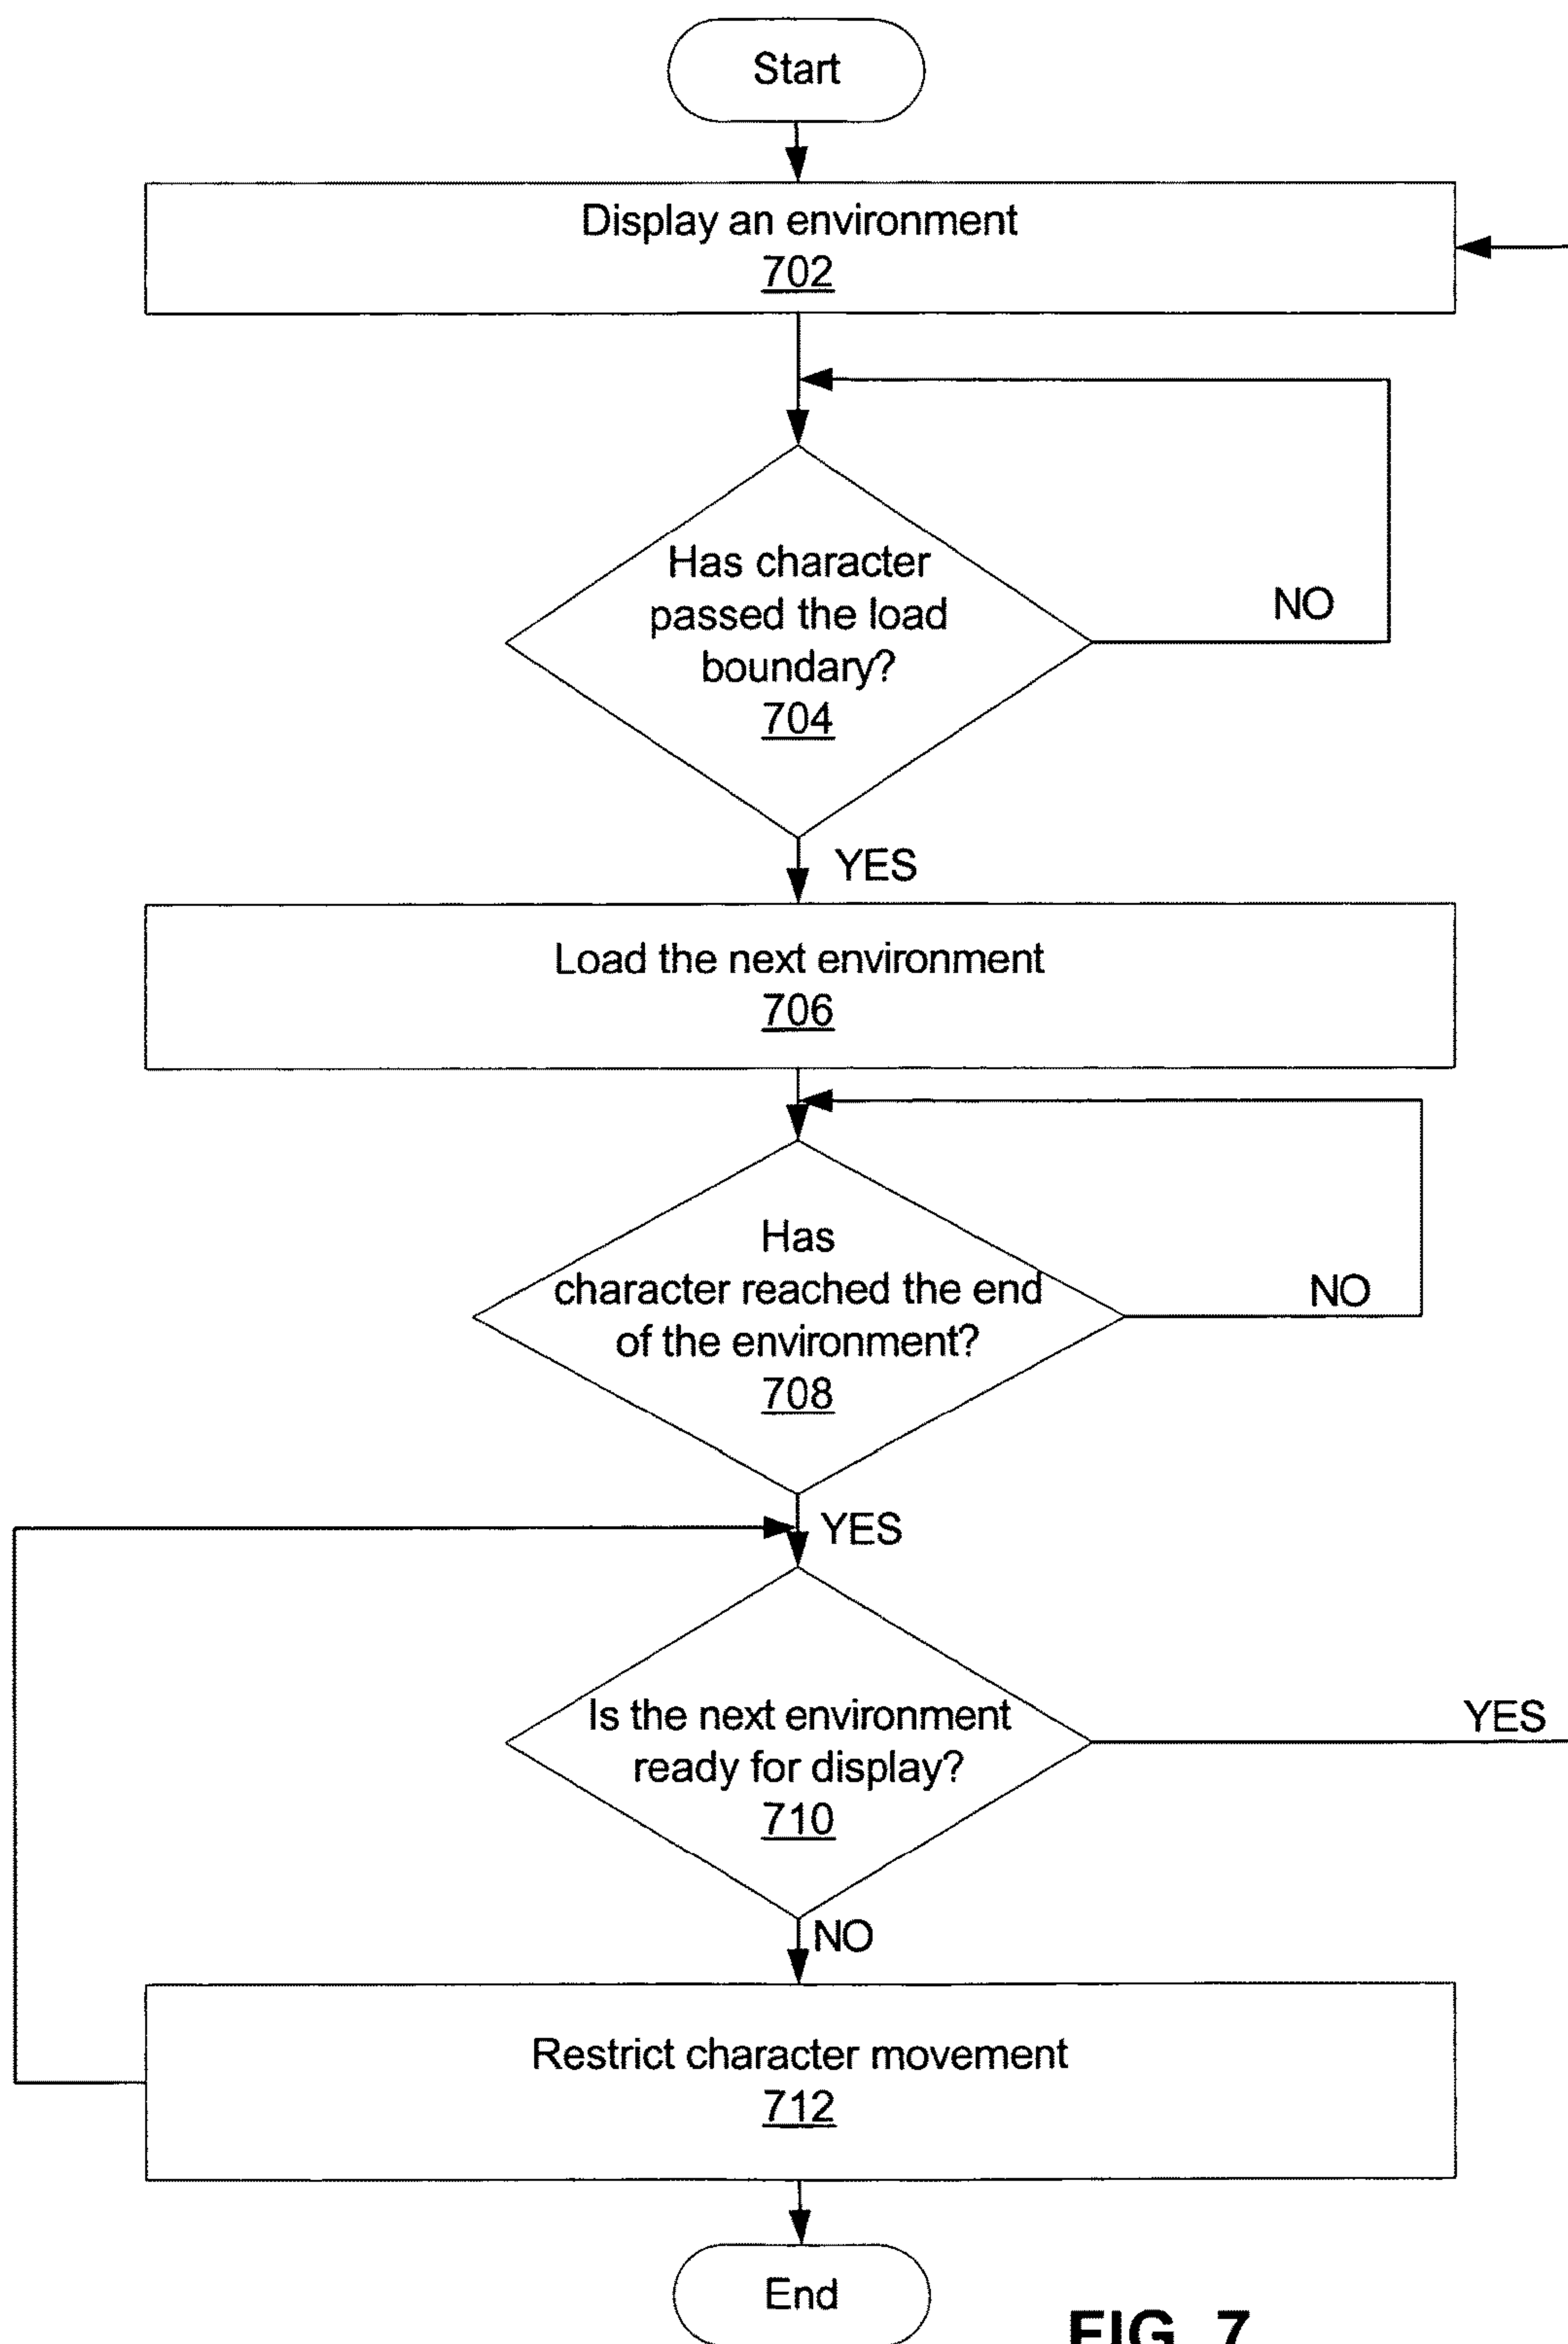 Start
Display an environment
702
Has character
passed the load
boundary?
704
NO
YES
Load the next environment
706
Has
character reached the end
of the environment?
708
NO
YES
Is the next environment
ready for display?
710
YES
NO
Restrict character movement
712
End
FIG. 7